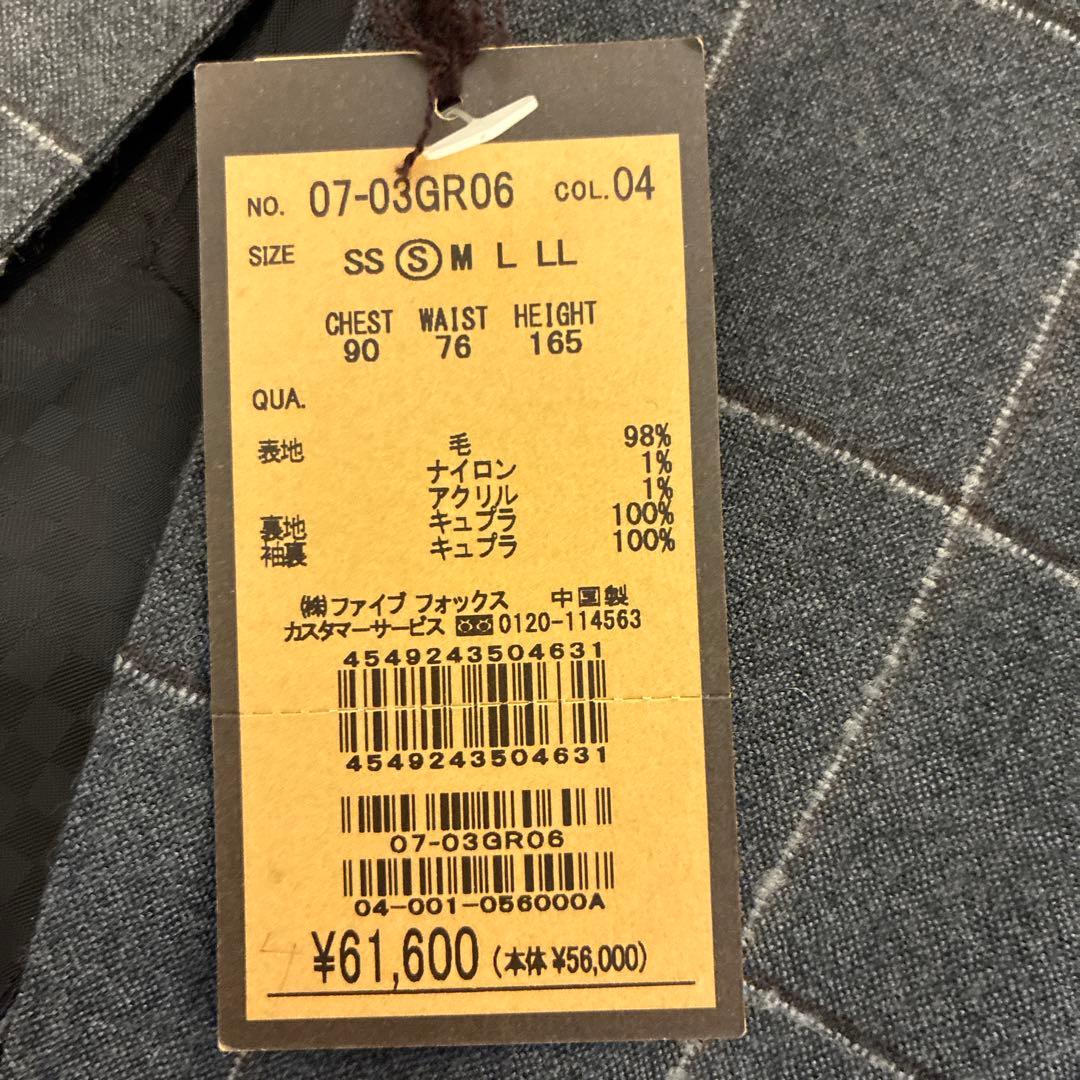 NO. 07-03GR06 COL.04
SIZE SS S M L LL
CHEST WAIST HEIGHT
90 76 165
QUA.
表地 毛 98%
ナイロン 1%
アクリル 1%
裏地 キュプラ 100%
袖裏 キュプラ 100%
㈱ファイブ フォックス 中国製
カスタマーサービス 0120-114563
4549243504631
4549243504631
07-03GR06
04-001-056000A
¥61,600(本体¥56,000)